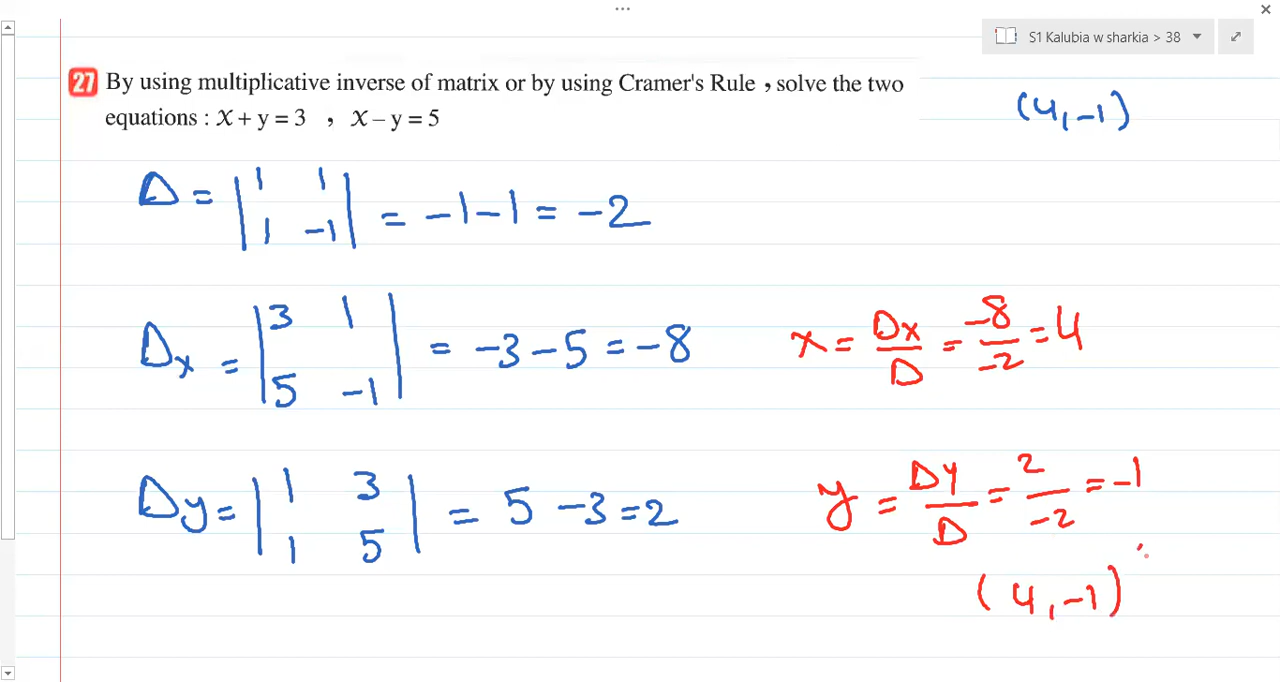 S1 Kalubia w sharkia > 38
27 By using multiplicative inverse of matrix or by using Cramer's Rule , solve the two
equations : X + y = 3 , X – y = 5
(4, -1)
Δ = | 1 1 |
| 1 -1 | = -1 - 1 = -2
Δx = | 3 1 |
| 5 -1 | = -3 - 5 = -8
x = Δx/Δ = -8/-2 = 4
Δy = | 1 3 |
| 1 5 | = 5 - 3 = 2
y = Δy/Δ = 2/-2 = -1
(4, -1)